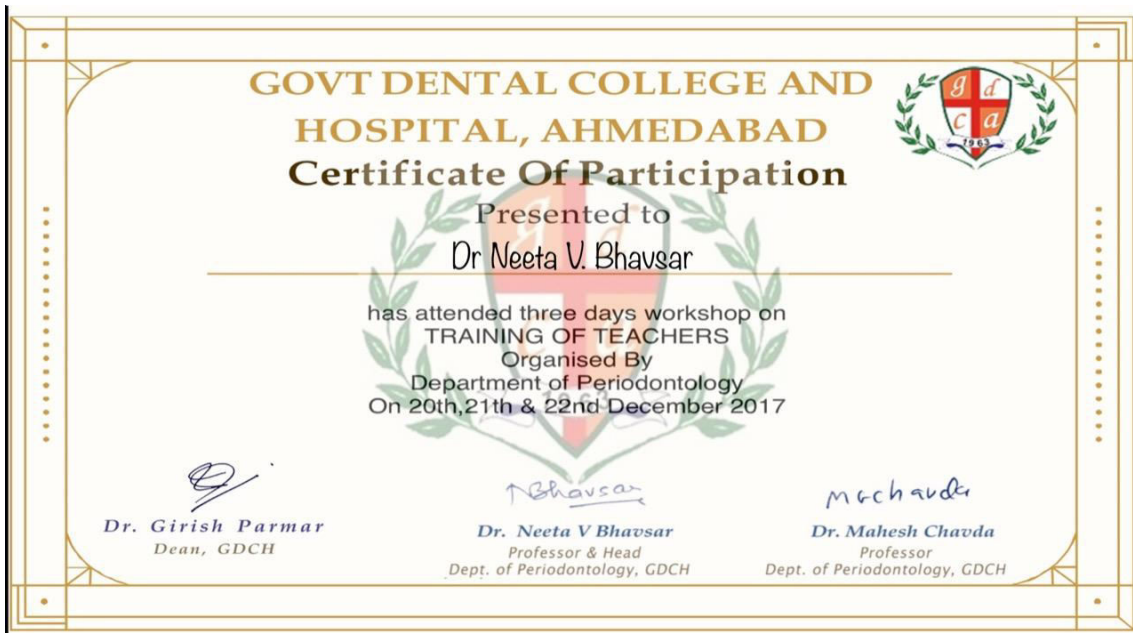 GOVT DENTAL COLLEGE AND
HOSPITAL, AHMEDABAD
g d
c a
1963
Certificate Of Participation
Presented to
Dr Neeta V. Bhavsar
has attended three days workshop on
TRAINING OF TEACHERS
Organised By
Department of Periodontology
On 20th,21th & 22nd December 2017
g d
c a
1963
NBhavsar
Dr. Girish Parmar
Dean, GDCH
Dr. Neeta V Bhavsar
Professor & Head
Dept. of Periodontology, GDCH
Dr. Mahesh Chavda
Professor
Dept. of Periodontology, GDCH